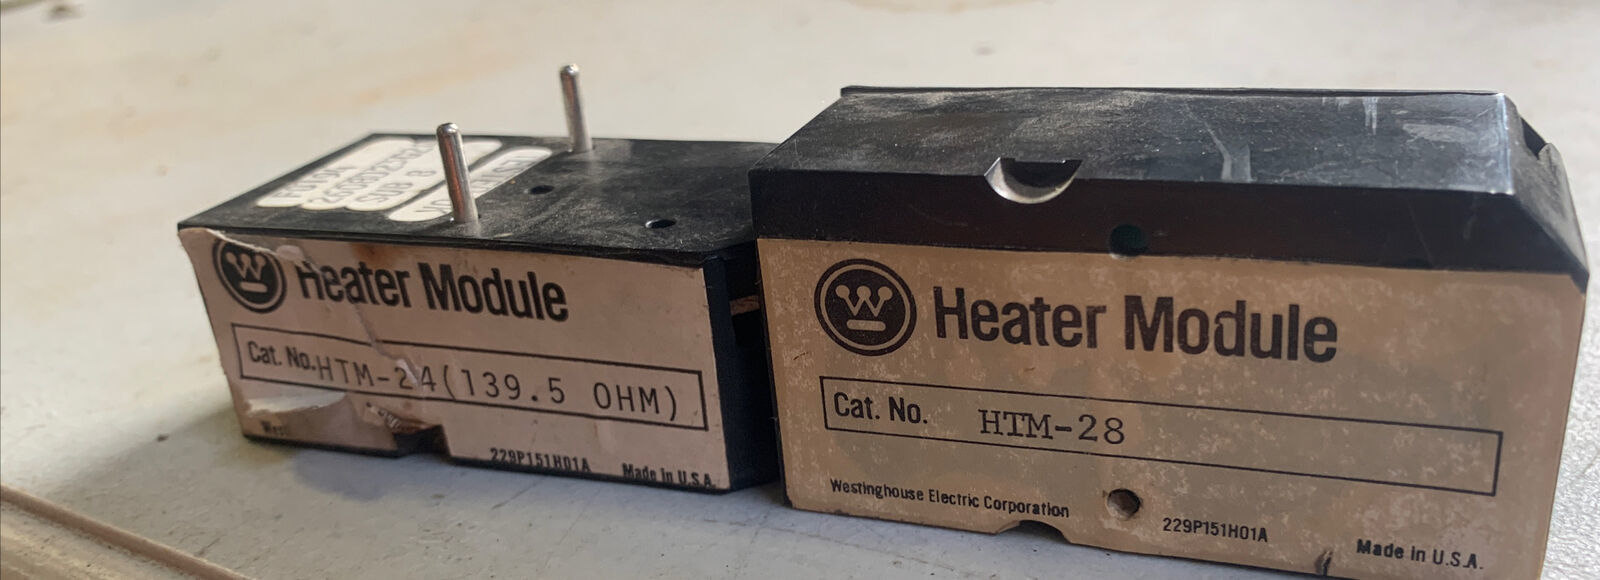 Heater Module
Cat. No. HTM-24(139.5 OHM)
229P151H01A Made in U.S.A.
W Heater Module
Cat. No. HTM-28
Westinghouse Electric Corporation 229P151H01A Made in U.S.A.